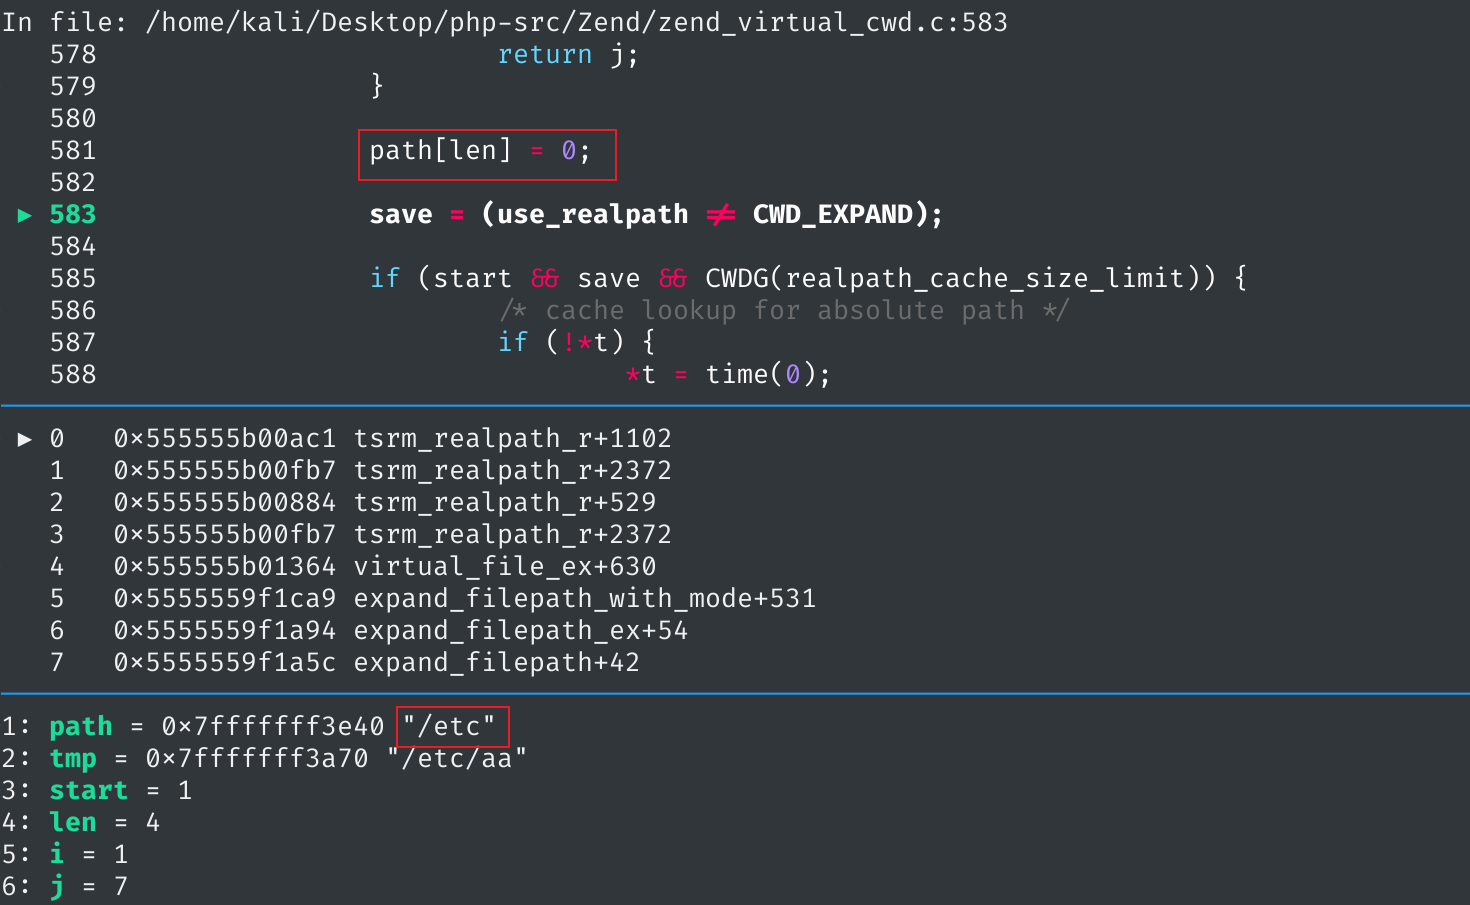 In file: /home/kali/Desktop/php-src/Zend/zend_virtual_cwd.c:583
578 return j;
579 }
580
581 path[len] = 0;
582
► 583 save = (use_realpath ≠ CWD_EXPAND);
584
585 if (start && save && CWDG(realpath_cache_size_limit)) {
586 /* cache lookup for absolute path */
587 if (!*t) {
588 *t = time(0);
► 0 0×555555b00ac1 tsrm_realpath_r+1102
1 0×555555b00fb7 tsrm_realpath_r+2372
2 0×555555b00884 tsrm_realpath_r+529
3 0×555555b00fb7 tsrm_realpath_r+2372
4 0×555555b01364 virtual_file_ex+630
5 0×5555559f1ca9 expand_filepath_with_mode+531
6 0×5555559f1a94 expand_filepath_ex+54
7 0×5555559f1a5c expand_filepath+42
1: path = 0×7fffffff3e40 "/etc"
2: tmp = 0×7fffffff3a70 "/etc/aa"
3: start = 1
4: len = 4
5: i = 1
6: j = 7